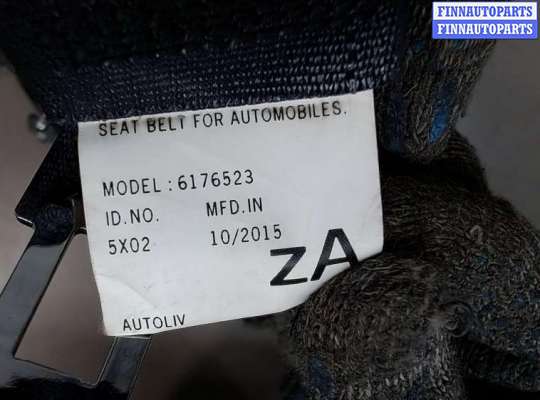 FINNAUTOPARTS
FINNAUTOPARTS
SEAT BELT FOR AUTOMOBILES.
MODEL : 6176523
ID.NO. MFD.IN
5X02 10/2015
ZA
AUTOLIV